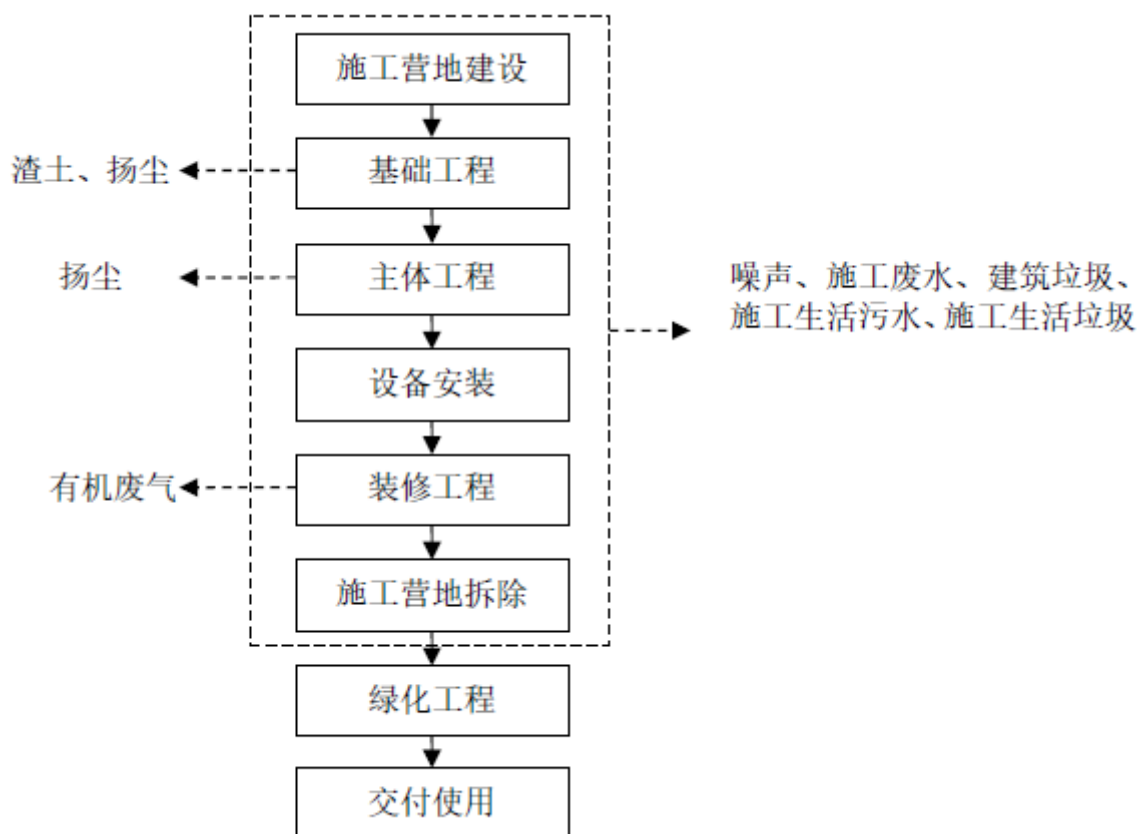 施工营地建设
渣土、扬尘
基础工程
扬尘
主体工程
噪声、施工废水、建筑垃圾、
施工生活污水、施工生活垃圾
设备安装
有机废气
装修工程
施工营地拆除
绿化工程
交付使用